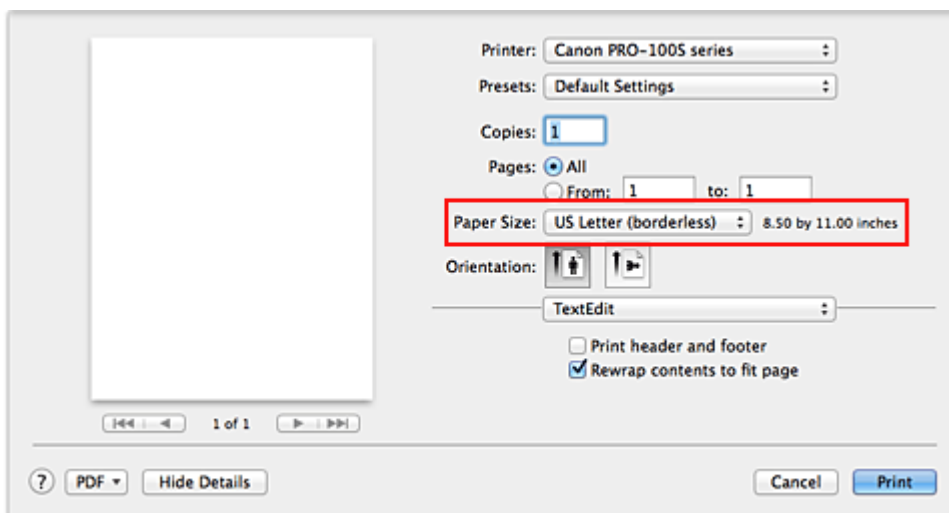 Printer: Canon PRO-100S series
Presets: Default Settings
Copies: 1
Pages: All
From: 1 to: 1
Paper Size: US Letter (borderless) 8.50 by 11.00 inches
Orientation:
TextEdit
Print header and footer
Rewrap contents to fit page
1 of 1
? PDF Hide Details Cancel Print